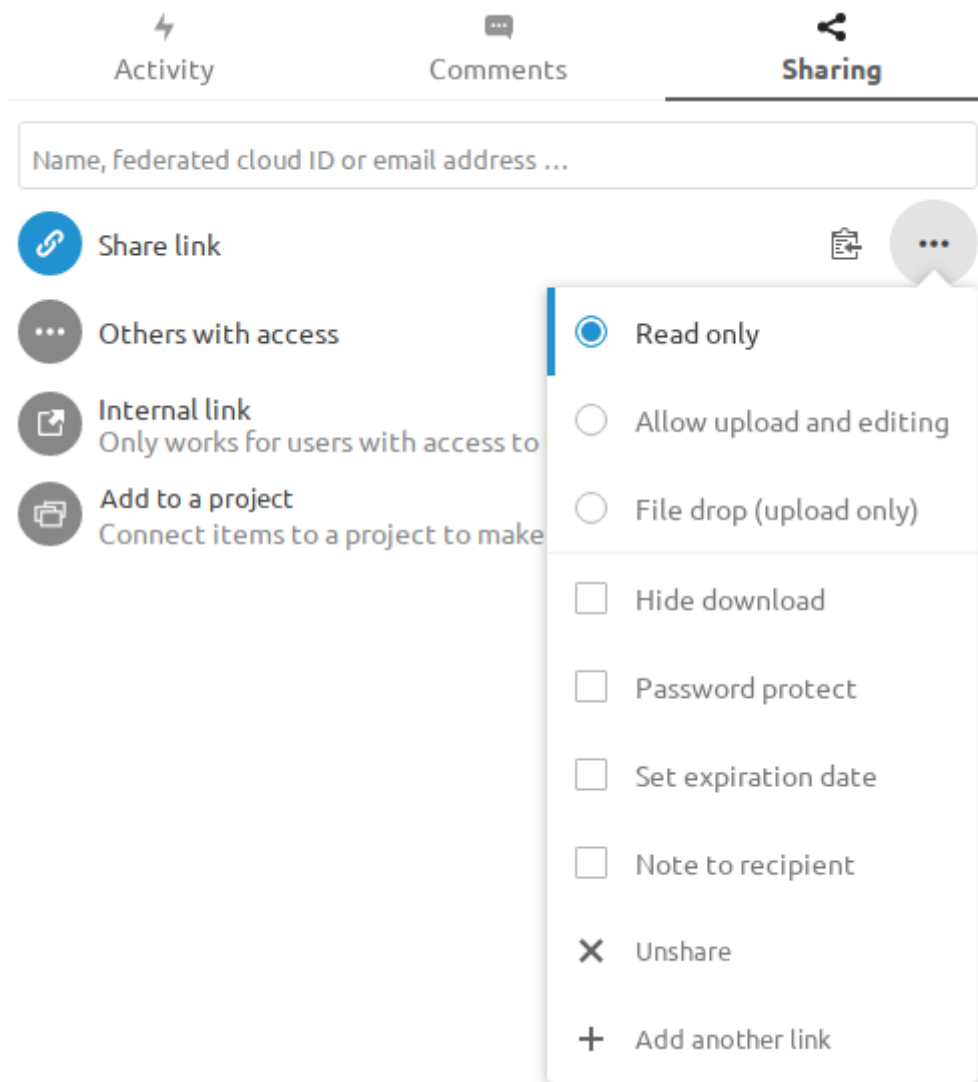 Activity
Comments
Sharing
Name, federated cloud ID or email address …
Share link
Others with access
Internal link
Only works for users with access to
Add to a project
Connect items to a project to make
Read only
Allow upload and editing
File drop (upload only)
Hide download
Password protect
Set expiration date
Note to recipient
Unshare
Add another link